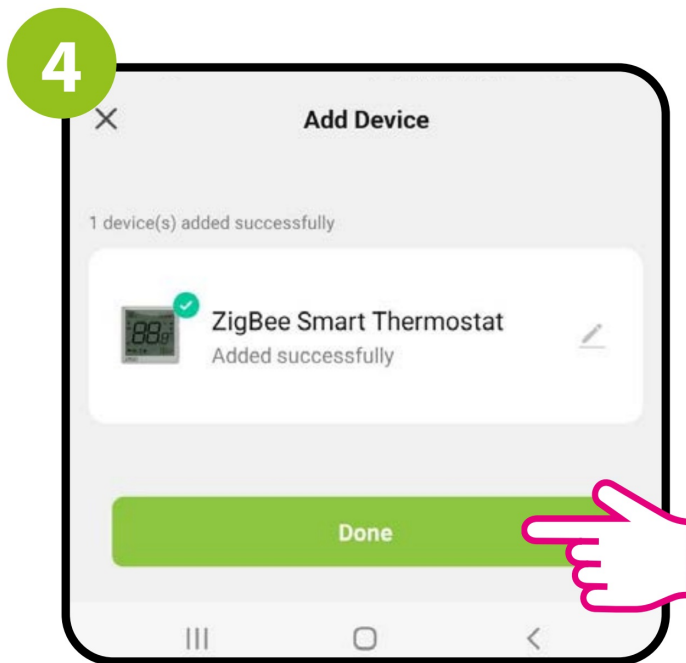 4
Add Device
1 device(s) added successfully
ZigBee Smart Thermostat
Added successfully
Done